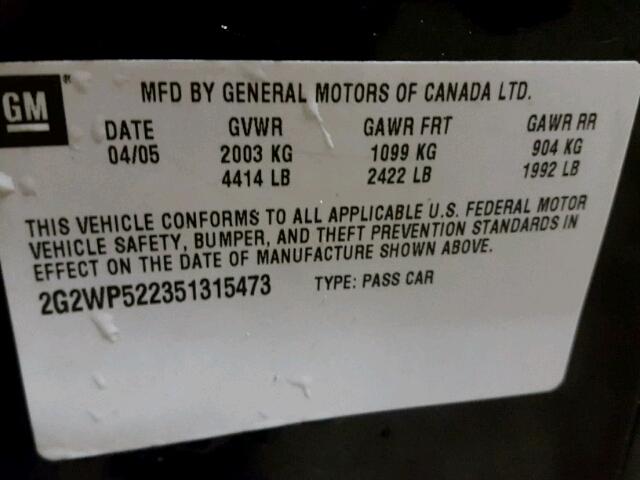 GM
®
MFD BY GENERAL MOTORS OF CANADA LTD.
DATE GVWR GAWR FRT GAWR RR
04/05 2003 KG 1099 KG 904 KG
4414 LB 2422 LB 1992 LB
THIS VEHICLE CONFORMS TO ALL APPLICABLE U.S. FEDERAL MOTOR
VEHICLE SAFETY, BUMPER, AND THEFT PREVENTION STANDARDS IN
EFFECT ON THE DATE OF MANUFACTURE SHOWN ABOVE.
2G2WP522351315473 TYPE: PASS CAR